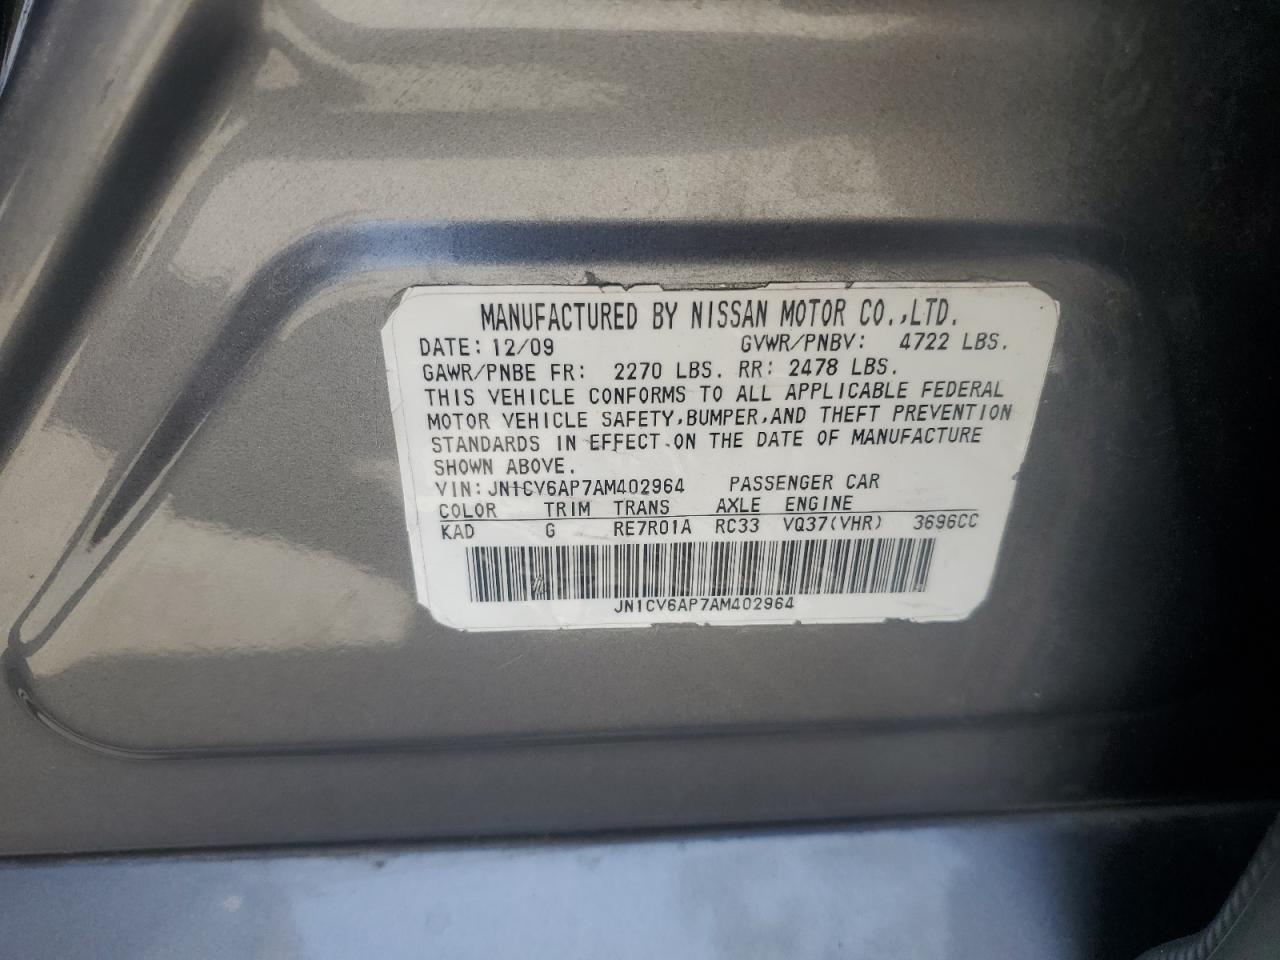 MANUFACTURED BY NISSAN MOTOR CO.,LTD.
DATE: 12/09 GVWR/PNBV: 4722 LBS.
GAWR/PNBE FR: 2270 LBS. RR: 2478 LBS.
THIS VEHICLE CONFORMS TO ALL APPLICABLE FEDERAL
MOTOR VEHICLE SAFETY,BUMPER,AND THEFT PREVENTION
STANDARDS IN EFFECT ON THE DATE OF MANUFACTURE
SHOWN ABOVE.
VIN: JN1CV6AP7AM402964 PASSENGER CAR
COLOR TRIM TRANS AXLE ENGINE
KAD G RE7R01A RC33 VQ37(VHR) 3696CC
JN1CV6AP7AM402964